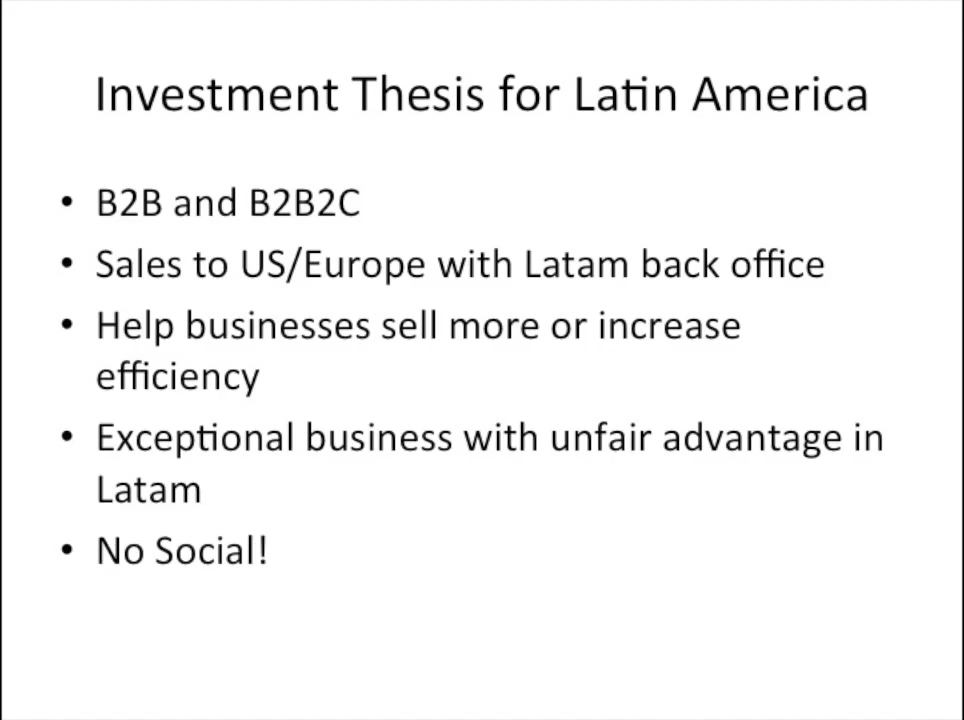 Investment Thesis for Latin America
• B2B and B2B2C
• Sales to US/Europe with Latam back office
• Help businesses sell more or increase
efficiency
• Exceptional business with unfair advantage in
Latam
• No Social!